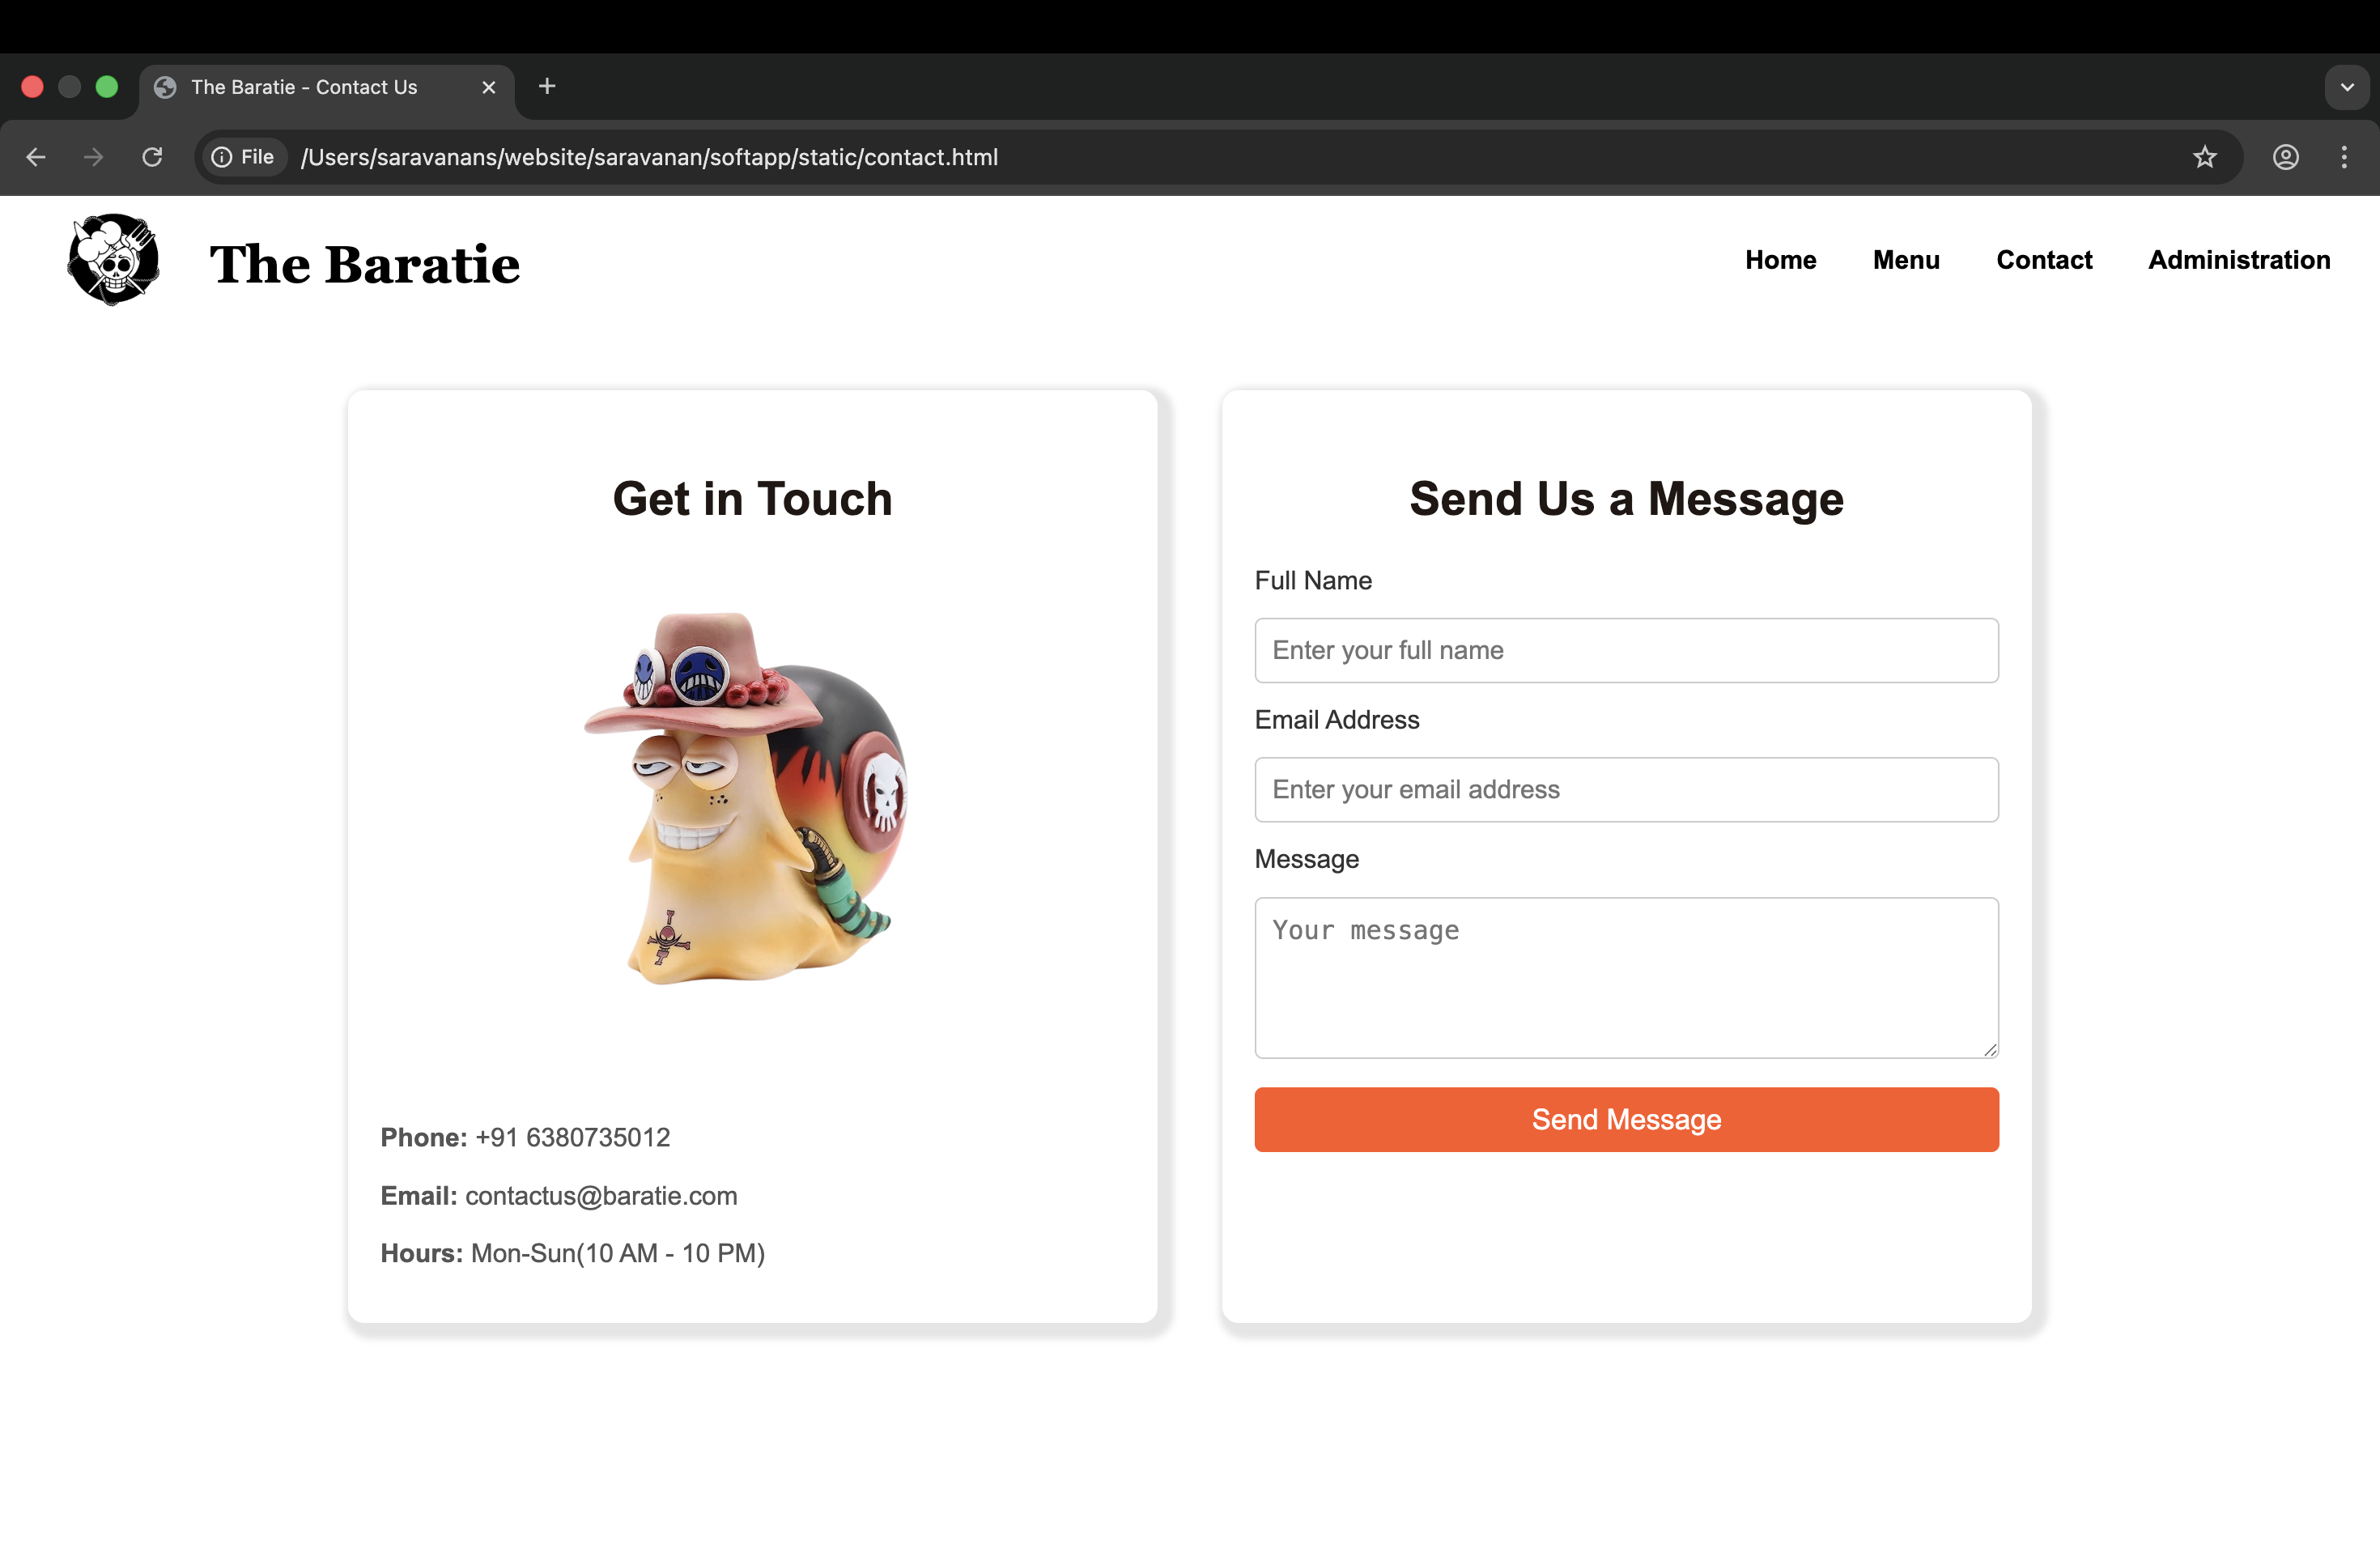 The Baratie - Contact Us
File /Users/saravanans/website/saravanan/softapp/static/contact.html
The Baratie
Home Menu Contact Administration
Get in Touch
Phone: +91 6380735012
Email: contactus@baratie.com
Hours: Mon-Sun(10 AM - 10 PM)
Send Us a Message
Full Name
Enter your full name
Email Address
Enter your email address
Message
Your message
Send Message